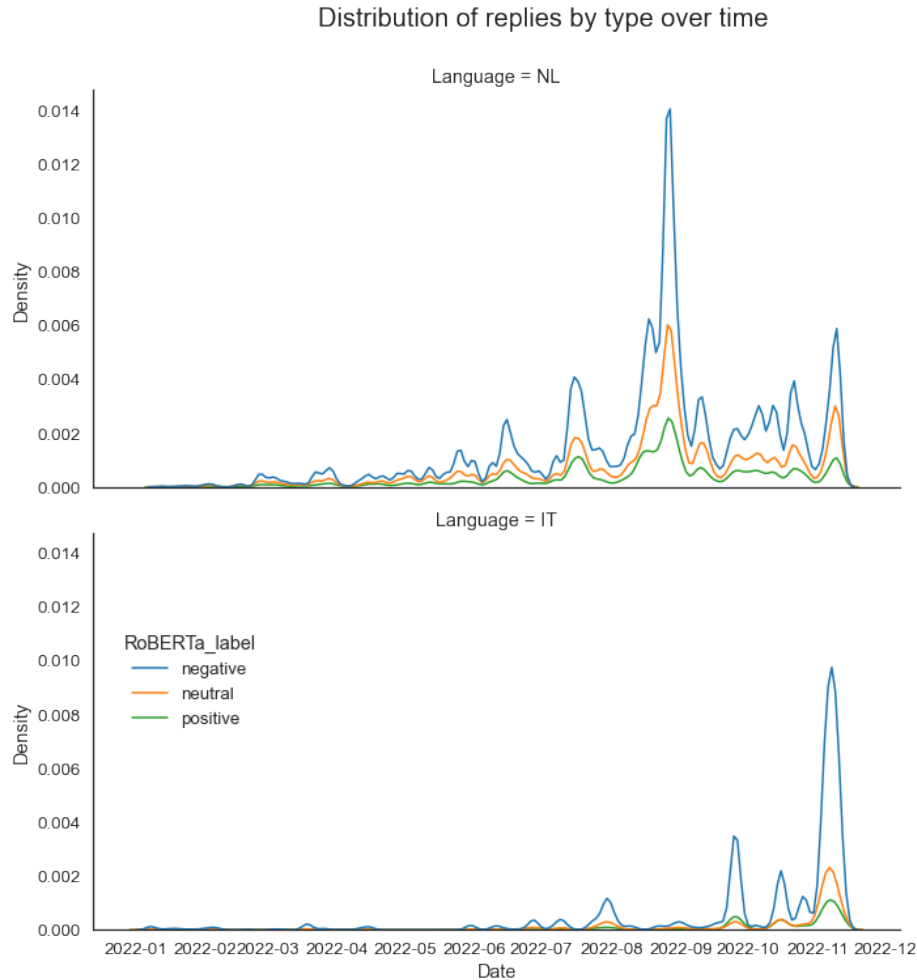 Distribution of replies by type over time
Language = NL
0.014
0.012
0.010
0.008
0.006
0.004
0.002
0.000
Density
Language = IT
0.014
0.012
0.010
0.008
0.006
0.004
0.002
0.000
Density
RoBERTa_label
negative
neutral
positive
2022-01 2022-02 2022-03 2022-04 2022-05 2022-06 2022-07 2022-08 2022-09 2022-10 2022-11 2022-12
Date